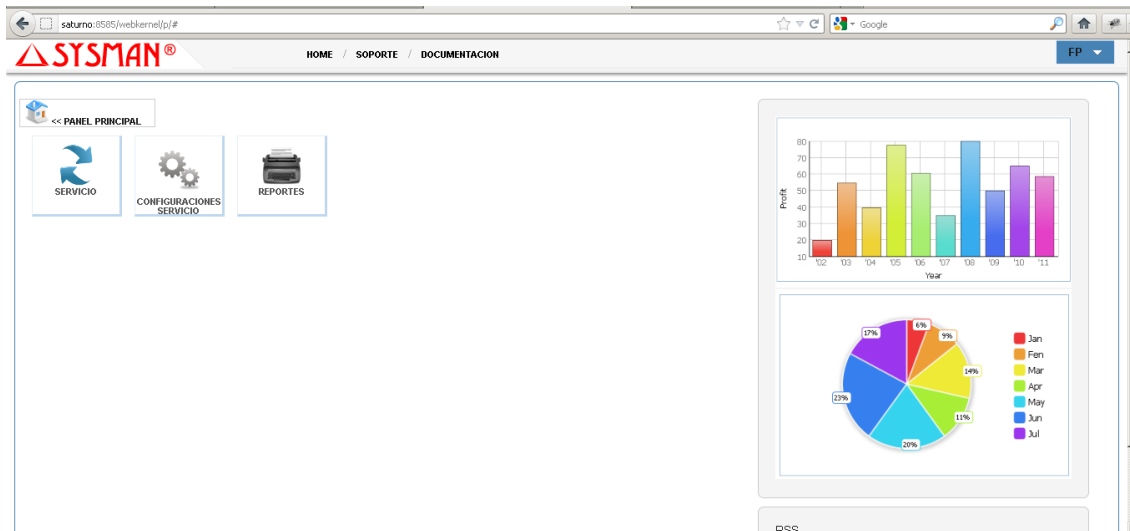 saturno:8585/webkernel/p/#
Google
SYSMAN®
HOME / SOPORTE / DOCUMENTACION
FP
<< PANEL PRINCIPAL
SERVICIO
CONFIGURACIONES
SERVICIO
REPORTES
80
70
60
50
40
30
20
10
Profit
'02 '03 '04 '05 '06 '07 '08 '09 '10 '11
Year
6%
9%
14%
11%
20%
23%
17%
Jan
Fen
Mar
Apr
May
Jun
Jul
RSS